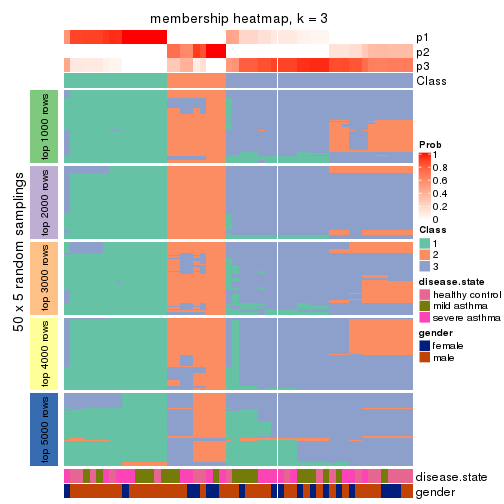 membership heatmap, k = 3
p1
p2
p3
Class
50 x 5 random samplings
top 1000 rows
top 2000 rows
top 3000 rows
top 4000 rows
top 5000 rows
disease.state
gender
Prob
1
0.8
0.6
0.4
0.2
0
Class
1
2
3
disease.state
healthy control
mild asthma
severe asthma
gender
female
male